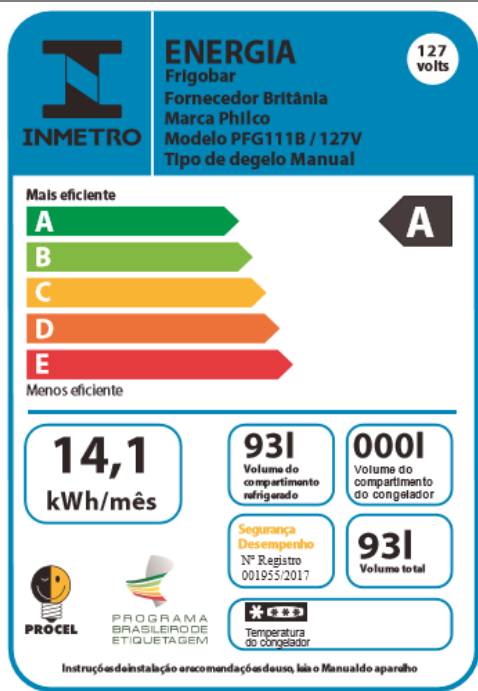 INMETRO
ENERGIA
Frigobar
Fornecedor Britânia
Marca Philco
Modelo PFG111B / 127V
Tipo de degelo Manual
127
volts
Mais eficiente
A
A
B
C
D
E
Menos eficiente
14,1
kWh/mês
93l
Volume do
compartimento
refrigerado
000l
Volume do
compartimento
do congelador
Segurança
Desempenho
Nº Registro
001955/2017
93l
Volume total
PROCEL
PROGRAMA
BRASILEIRO DE
ETIQUETAGEM
Temperatura
do congelador
Instruções de instalação e recomendações de uso, leia o Manual do aparelho